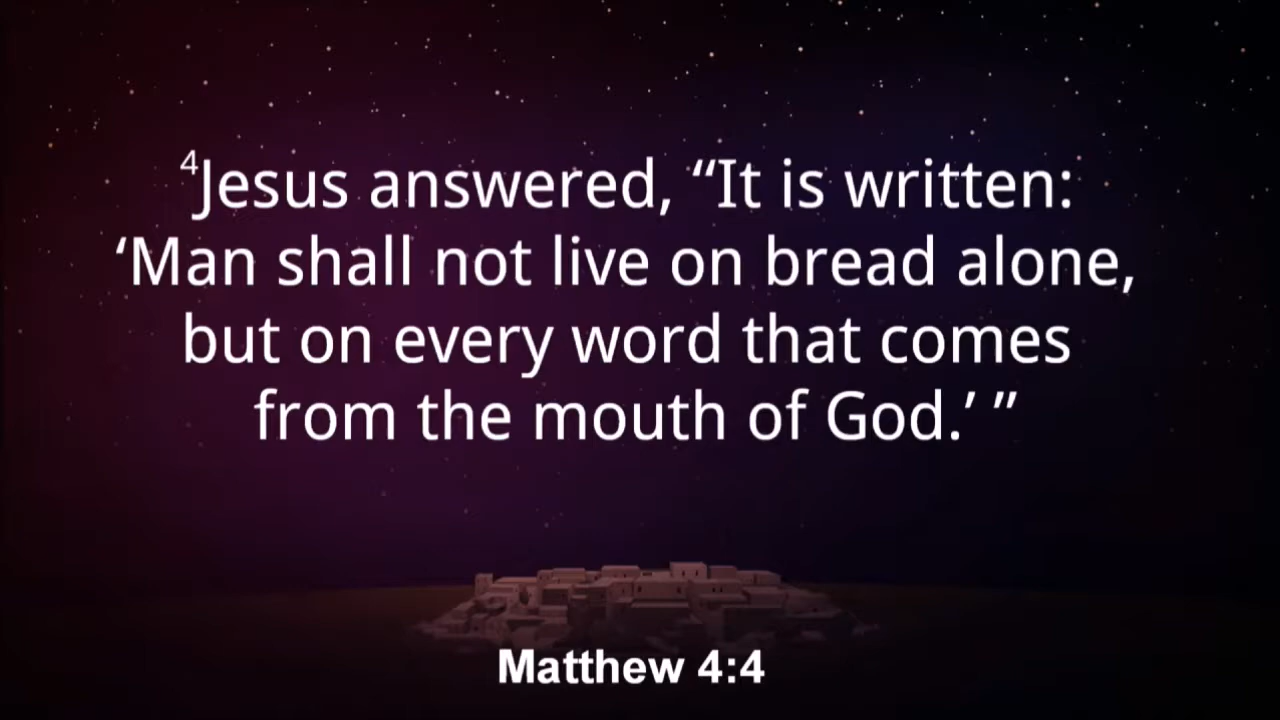 ⁴Jesus answered, “It is written:
‘Man shall not live on bread alone,
but on every word that comes
from the mouth of God.’ ”
Matthew 4:4